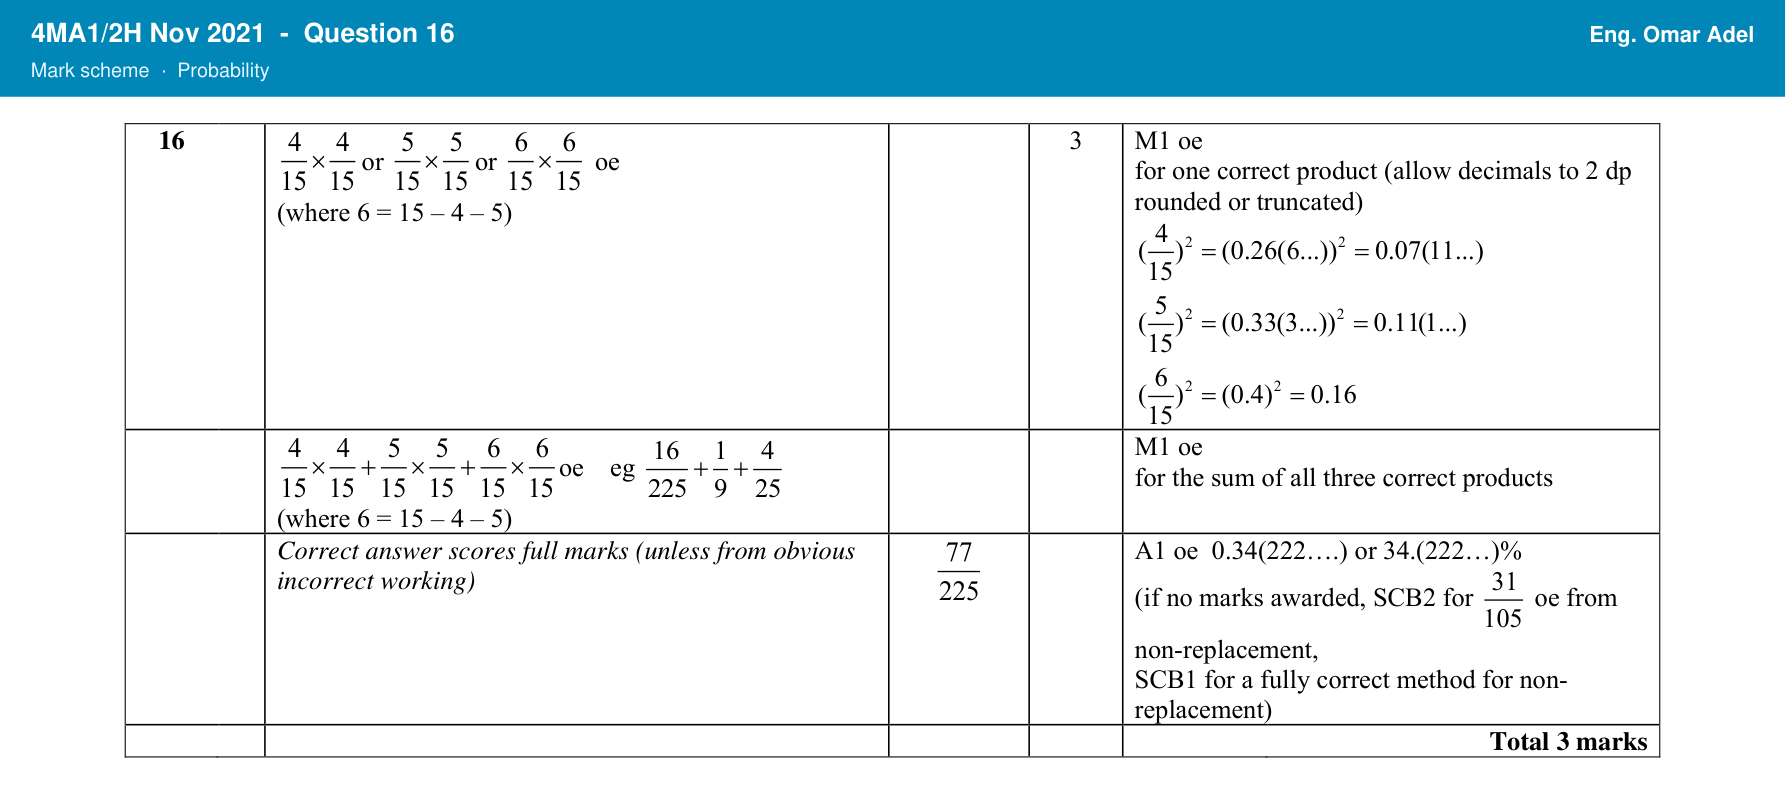 4MA1/2H Nov 2021 - Question 16
Eng. Omar Adel
Mark scheme · Probability
16
4/15 × 4/15 or 5/15 × 5/15 or 6/15 × 6/15 oe
(where 6 = 15 – 4 – 5)
3
M1 oe
for one correct product (allow decimals to 2 dp
rounded or truncated)
(4/15)² = (0.26(6...))² = 0.07(11...)
(5/15)² = (0.33(3...))² = 0.11(1...)
(6/15)² = (0.4)² = 0.16
4/15 × 4/15 + 5/15 × 5/15 + 6/15 × 6/15 oe eg 16/225 + 1/9 + 4/25
(where 6 = 15 – 4 – 5)
M1 oe
for the sum of all three correct products
Correct answer scores full marks (unless from obvious
incorrect working)
77/225
A1 oe 0.34(222….) or 34.(222…)%
(if no marks awarded, SCB2 for 31/105 oe from
non-replacement,
SCB1 for a fully correct method for non-
replacement)
Total 3 marks